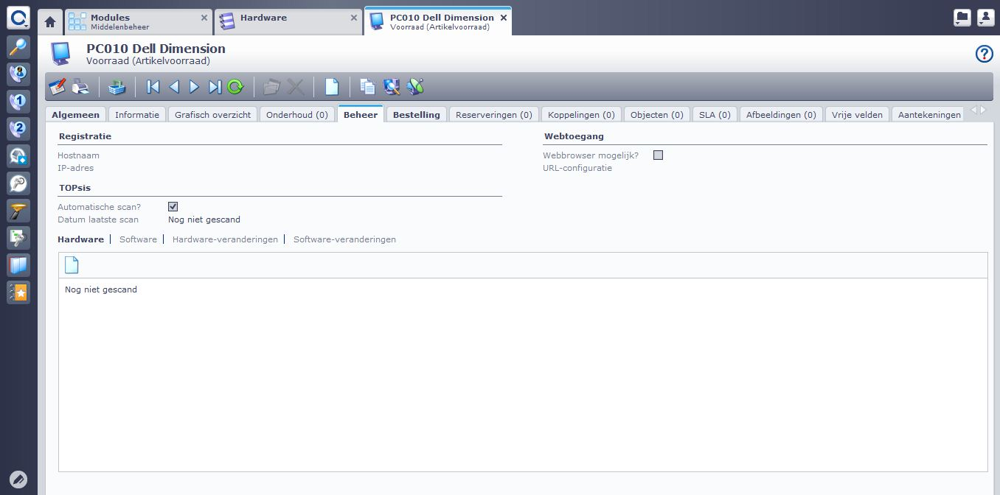 Modules
Middelenbeheer
Hardware
PC010 Dell Dimension
Voorraad (Artikelvoorraad)
PC010 Dell Dimension
Voorraad (Artikelvoorraad)
Algemeen Informatie Grafisch overzicht Onderhoud (0) Beheer Bestelling Reserveringen (0) Koppelingen (0) Objecten (0) SLA (0) Afbeeldingen (0) Vrije velden Aantekeningen
Registratie
Hostnaam
IP-adres
Webtoegang
Webbrowser mogelijk?
URL-configuratie
TOPsis
Automatische scan?
Datum laatste scan Nog niet gescand
Hardware | Software | Hardware-veranderingen | Software-veranderingen
Nog niet gescand
1
2